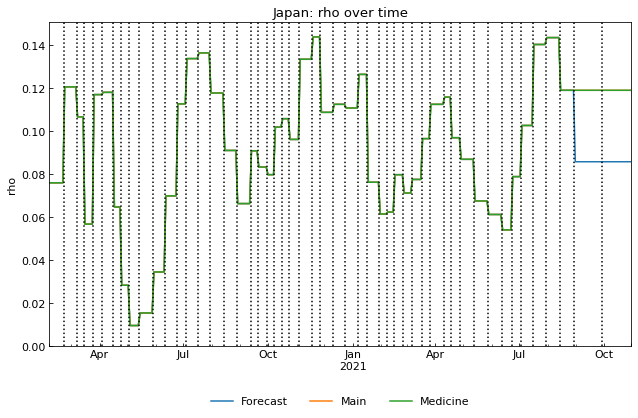 Japan: rho over time
rho
0.14
0.12
0.10
0.08
0.06
0.04
0.02
0.00
Apr Jul Oct Jan Apr Jul Oct
2021
Forecast Main Medicine